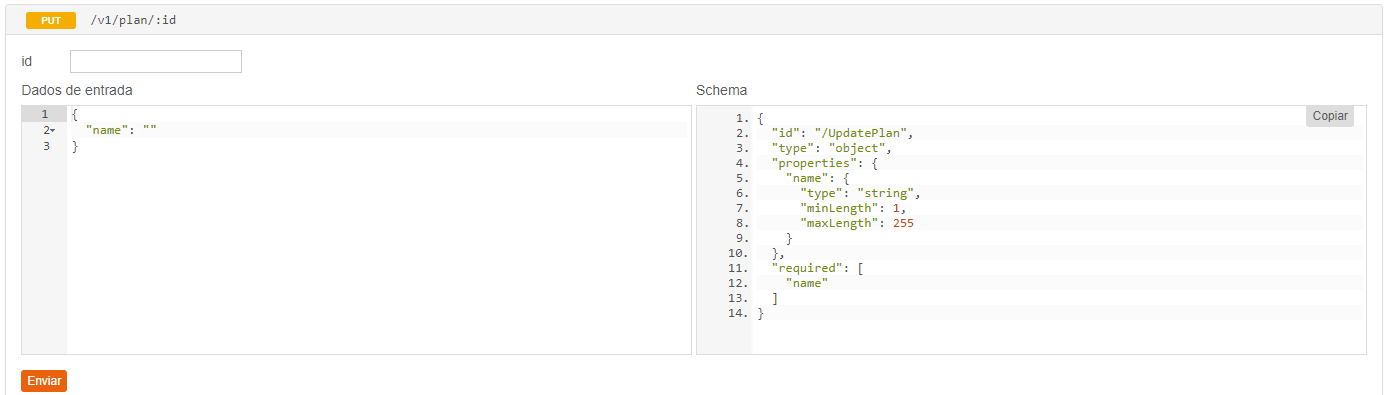 PUT /v1/plan/:id
id
Dados de entrada
1 {
2 "name": ""
3 }
Schema
Copiar
1. {
2. "id": "/UpdatePlan",
3. "type": "object",
4. "properties": {
5. "name": {
6. "type": "string",
7. "minLength": 1,
8. "maxLength": 255
9. }
10. },
11. "required": [
12. "name"
13. ]
14. }
Enviar